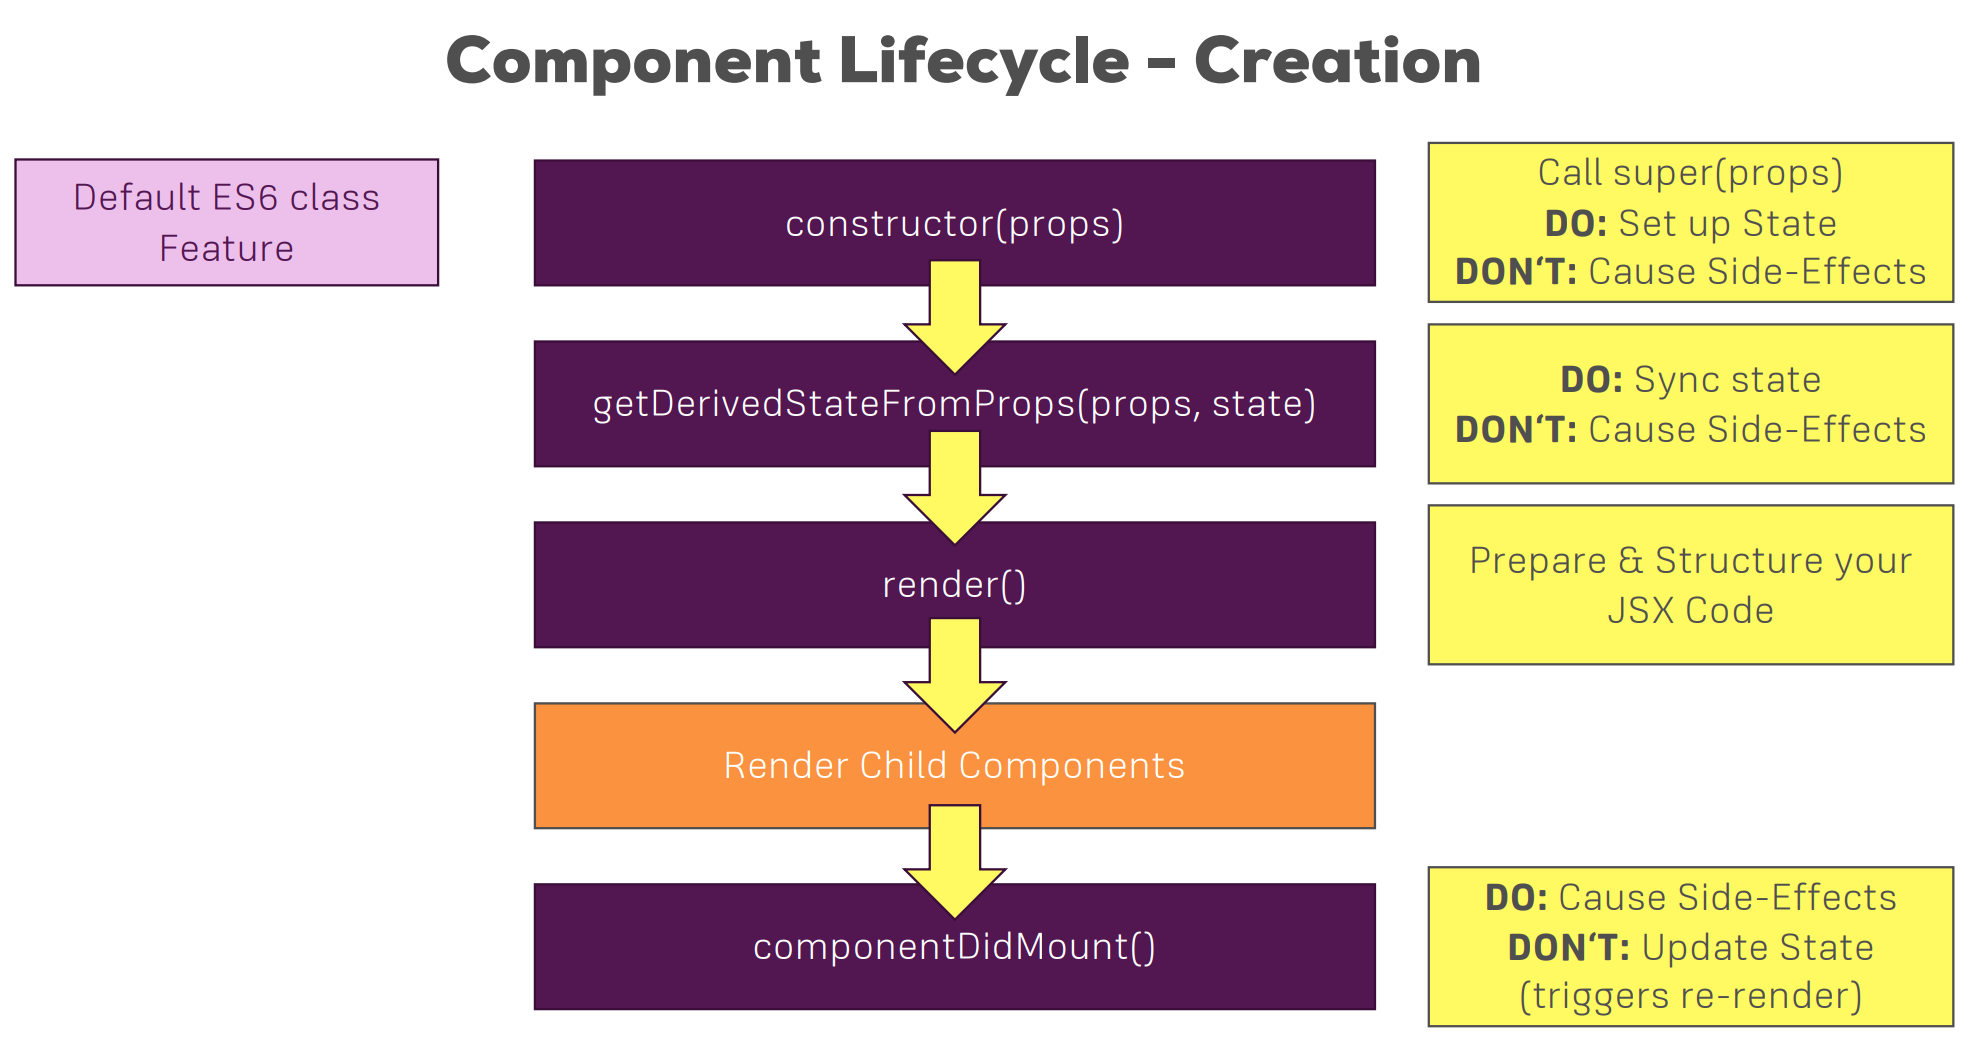 Component Lifecycle – Creation
Default ES6 class
Feature
constructor(props)
Call super(props)
DO: Set up State
DON‘T: Cause Side-Effects
getDerivedStateFromProps(props, state)
DO: Sync state
DON‘T: Cause Side-Effects
render()
Prepare & Structure your
JSX Code
Render Child Components
componentDidMount()
DO: Cause Side-Effects
DON‘T: Update State
(triggers re-render)